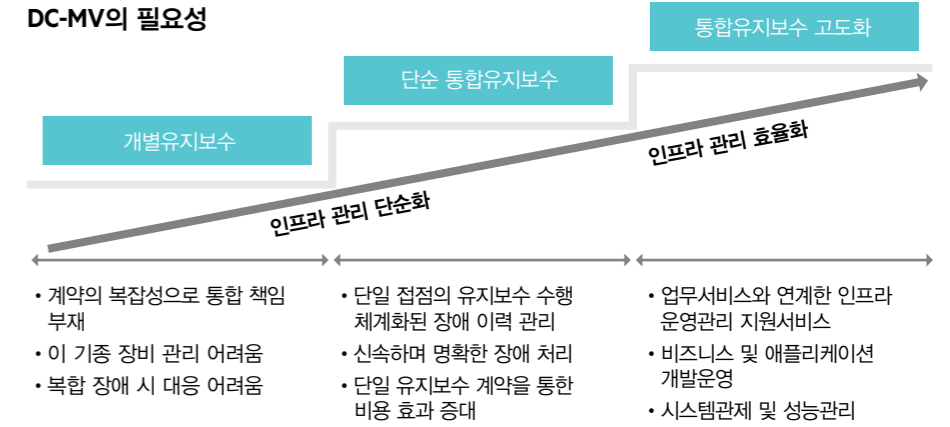 DC-MV의 필요성
통합유지보수 고도화
단순 통합유지보수
개별유지보수
인프라 관리 효율화
인프라 관리 단순화
• 계약의 복잡성으로 통합 책임
부재
• 이 기종 장비 관리 어려움
• 복합 장애 시 대응 어려움
• 단일 접점의 유지보수 수행
체계화된 장애 이력 관리
• 신속하며 명확한 장애 처리
• 단일 유지보수 계약을 통한
비용 효과 증대
• 업무서비스와 연계한 인프라
운영관리 지원서비스
• 비즈니스 및 애플리케이션
개발운영
• 시스템관제 및 성능관리